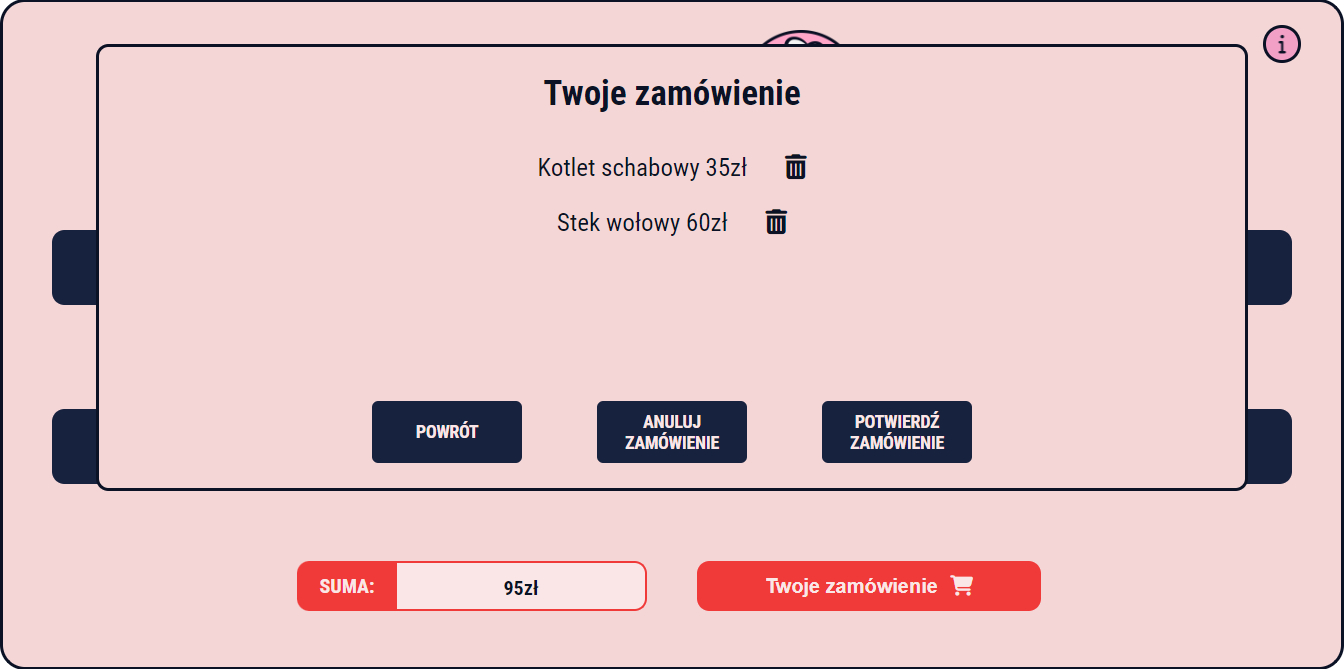 i
Twoje zamówienie
Kotlet schabowy 35zł
Stek wołowy 60zł
POWRÓT
ANULUJ
ZAMÓWIENIE
POTWIERDŹ
ZAMÓWIENIE
SUMA:
95zł
Twoje zamówienie